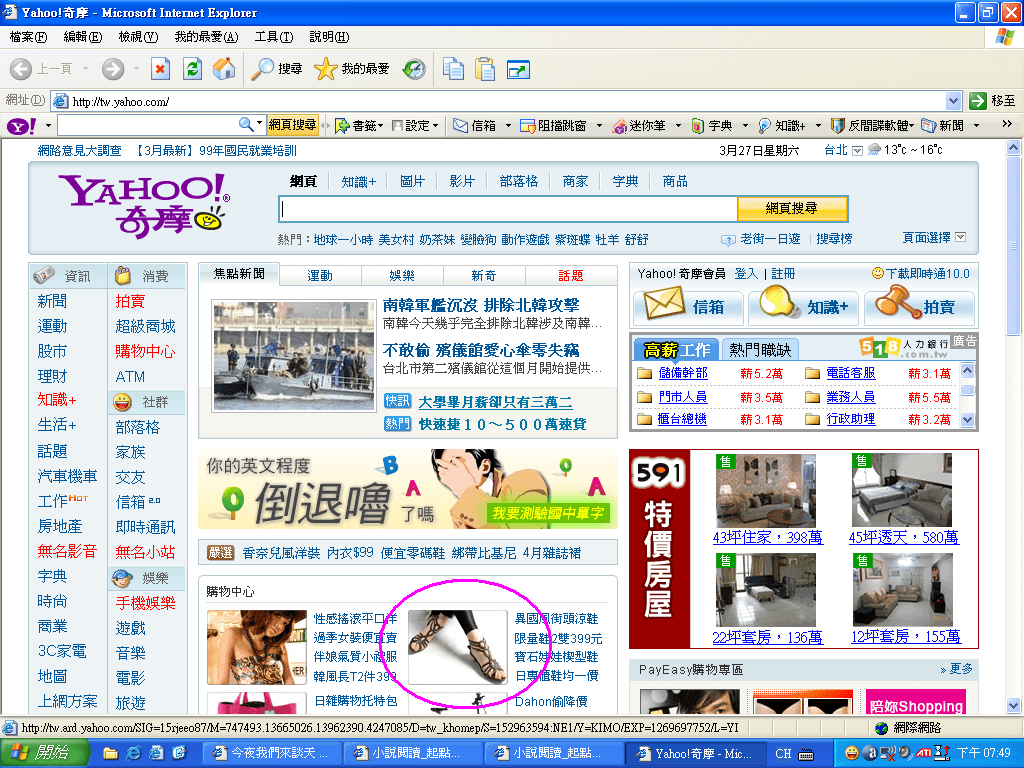 Yahoo!奇摩 - Microsoft Internet Explorer
檔案(F) 編輯(E) 檢視(V) 我的最愛(A) 工具(T) 說明(H)
上一頁 搜尋 我的最愛
網址(D) http://tw.yahoo.com/ 移至
Y! 網頁搜尋 書籤 設定 信箱 阻擋跳窗 迷你筆 字典 知識+ 反間諜軟體 新聞 »
網路意見大調查 【3月最新】99年國民就業培訓 3月27日星期六 台北 13°c ~ 16°c
YAHOO!®
奇摩
網頁 知識+ 圖片 影片 部落格 商家 字典 商品
網頁搜尋
熱門：地球一小時 美女村 奶茶妹 變臉狗 動作遊戲 紫斑蝶 牡羊 舒舒 老街一日遊 搜尋榜 頁面選擇
資訊
新聞
運動
股市
理財
知識+
生活+
話題
汽車機車
工作HOT
房地產
無名影音
字典
時尚
商業
3C家電
地圖
上網方案
消費
拍賣
超級商城
購物中心
ATM
社群
部落格
家族
交友
信箱2.0
即時通訊
無名小站
娛樂
手機娛樂
遊戲
音樂
電影
旅遊
焦點新聞 運動 娛樂 新奇 話題
南韓軍艦沉沒 排除北韓攻擊
南韓今天幾乎完全排除北韓涉及南韓...
不敢偷 殯儀館愛心傘零失竊
台北市第二殯儀館從這個月開始提供...
快訊 大學畢月薪卻只有三萬二
熱門 快速捷１０～５００萬速貸
你的英文程度
倒退嚕
了嗎
B A A
我要測驗國中單字
嚴選 香奈兒風洋裝 內衣$99 便宜零碼鞋 綁帶比基尼 4月雜誌裙
購物中心
性感搖滾平口洋
過季女裝便宜賣
伴娘氣質小禮服
韓風長T2件399
日雜購物托特包
異國風街頭涼鞋
限量鞋2雙399元
寶石娃娃楔型鞋
日專櫃鞋均一價
Dahon偷降價
Yahoo!奇摩會員 登入 | 註冊 下載即時通10.0
信箱 知識+ 拍賣
高薪工作 熱門職缺 518人力銀行 .com.tw 廣告
儲備幹部 薪5.2萬 電話客服 薪3.1萬
門市人員 薪3.5萬 業務人員 薪5.5萬
櫃台總機 薪3.1萬 行政助理 薪3.2萬
591
特價房屋
售 售
43坪住家，398萬 45坪透天，580萬
售 售
22坪套房，136萬 12坪套房，155萬
PayEasy購物專區 » 更多
陪妳Shopping
http://tw.ard.yahoo.com/SIG=15rjeo87/M=747493.13665026.13962390.4247085/D=tw_khomep/S=152963594:NE1/Y=KIMO/EXP=1269697752/L=YI 網際網路
開始 今夜我們來談天 ... 小說閱讀_起點... 小說閱讀_起點... Yahoo!奇摩 - Mic... CH 下午 07:49